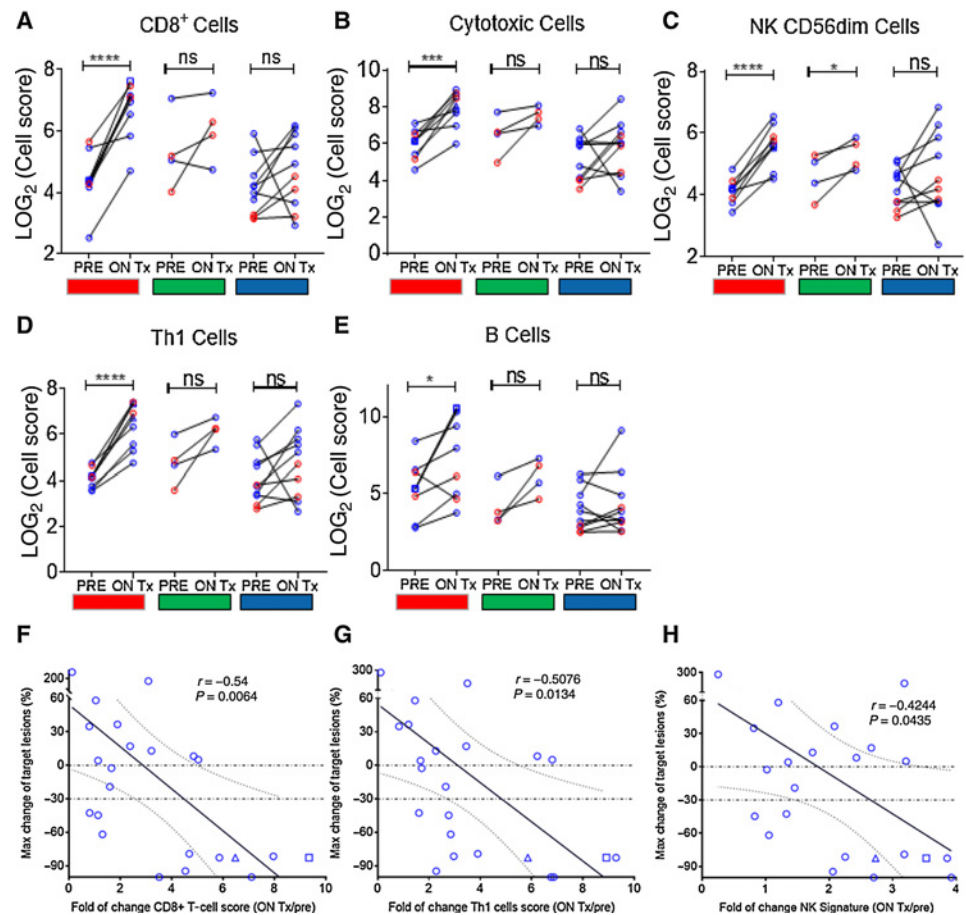 A
CD8+ Cells
LOG2 (Cell score)
8
6
4
2
****
ns
ns
PRE ON Tx PRE ON Tx PRE ON Tx
B
Cytotoxic Cells
LOG2 (Cell score)
10
8
6
4
2
0
***
ns
ns
PRE ON Tx PRE ON Tx PRE ON Tx
C
NK CD56dim Cells
LOG2 (Cell score)
8
6
4
2
****
*
ns
PRE ON Tx PRE ON Tx PRE ON Tx
D
Th1 Cells
LOG2 (Cell score)
8
6
4
2
0
****
ns
ns
PRE ON Tx PRE ON Tx PRE ON Tx
E
B Cells
LOG2 (Cell score)
10
5
0
*
ns
ns
PRE ON Tx PRE ON Tx PRE ON Tx
F
Max change of target lesions (%)
200
60
30
0
−30
−60
−90
r = −0.54
P = 0.0064
0 2 4 6 8 10
Fold of change CD8+ T-cell score (ON Tx/pre)
G
Max change of target lesions (%)
300
60
30
0
−30
−60
−90
r = −0.5076
P = 0.0134
0 2 4 6 8 10
Fold of change Th1 cells score (ON Tx/pre)
H
Max change of target lesions (%)
300
60
30
0
−30
−60
−90
r = −0.4244
P = 0.0435
0 1 2 3 4
Fold of change NK Signature (ON Tx/pre)